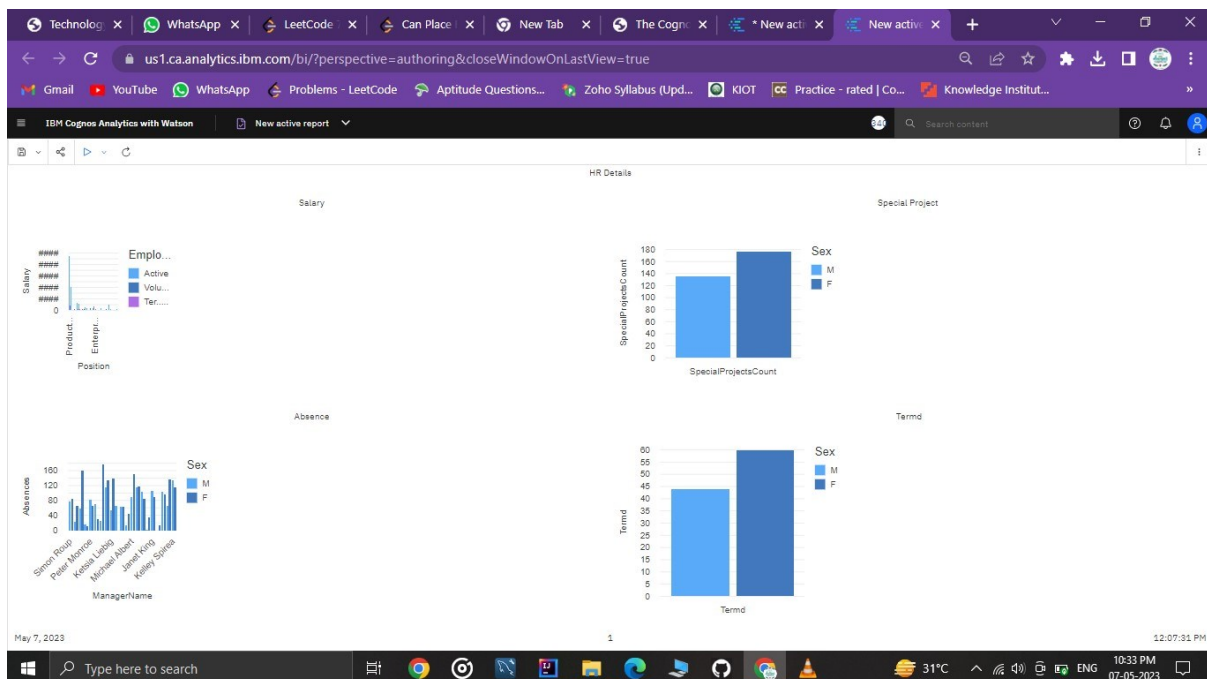 Technolog WhatsApp LeetCode Can Place New Tab The Cogno * New acti New active
us1.ca.analytics.ibm.com/bi/?perspective=authoring&closeWindowOnLastView=true
Gmail YouTube WhatsApp Problems - LeetCode Aptitude Questions... Zoho Syllabus (Upd... KIOT CC Practice - rated | Co... Knowledge Institut... »
IBM Cognos Analytics with Watson New active report Search content
HR Details
Salary
####
####
####
####
####
0
Salary
Product...
Enterpr...
Position
Emplo...
Active
Volu...
Ter.....
Special Project
180
160
140
120
100
80
60
40
20
0
SpecialProjectsCount
SpecialProjectsCount
Sex
M
F
Absence
160
120
80
40
0
Absences
Simon Roup
Peter Monroe
Ketsia Liebig
Michael Albert
Janet King
Kelley Spirea
ManagerName
Sex
M
F
Termd
60
55
50
45
40
35
30
25
20
15
10
5
0
Termd
Termd
Sex
M
F
May 7, 2023 1 12:07:31 PM
Type here to search 31°C ENG 10:33 PM
07-05-2023